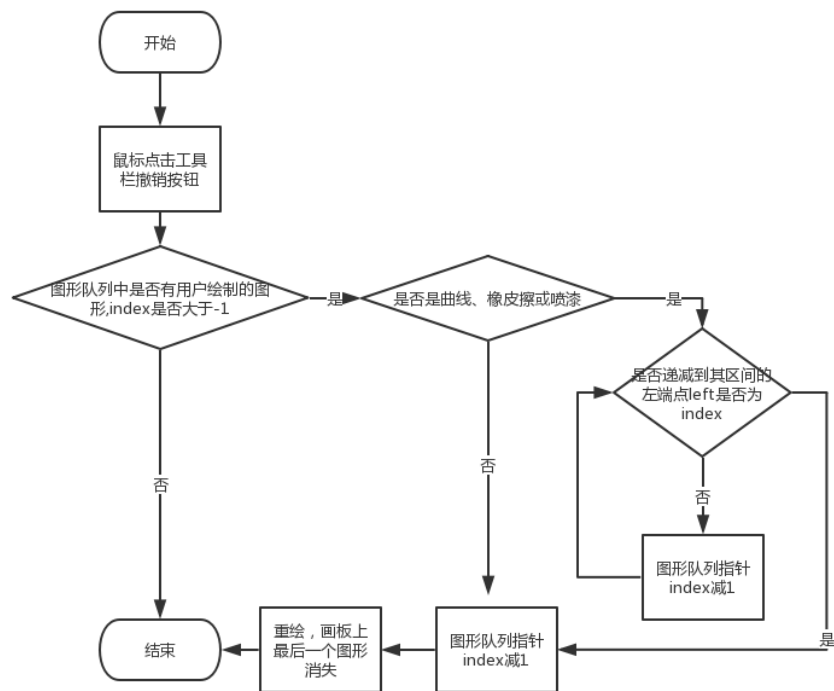 开始
鼠标点击工具
栏撤销按钮
图形队列中是否有用户绘制的图
形,index是否大于-1
是
是否是曲线、橡皮擦或喷漆
是
是否递减到其区间的
左端点left是否为
index
否
否
否
图形队列指针
index减1
是
图形队列指针
index减1
重绘，画板上
最后一个图形
消失
结束